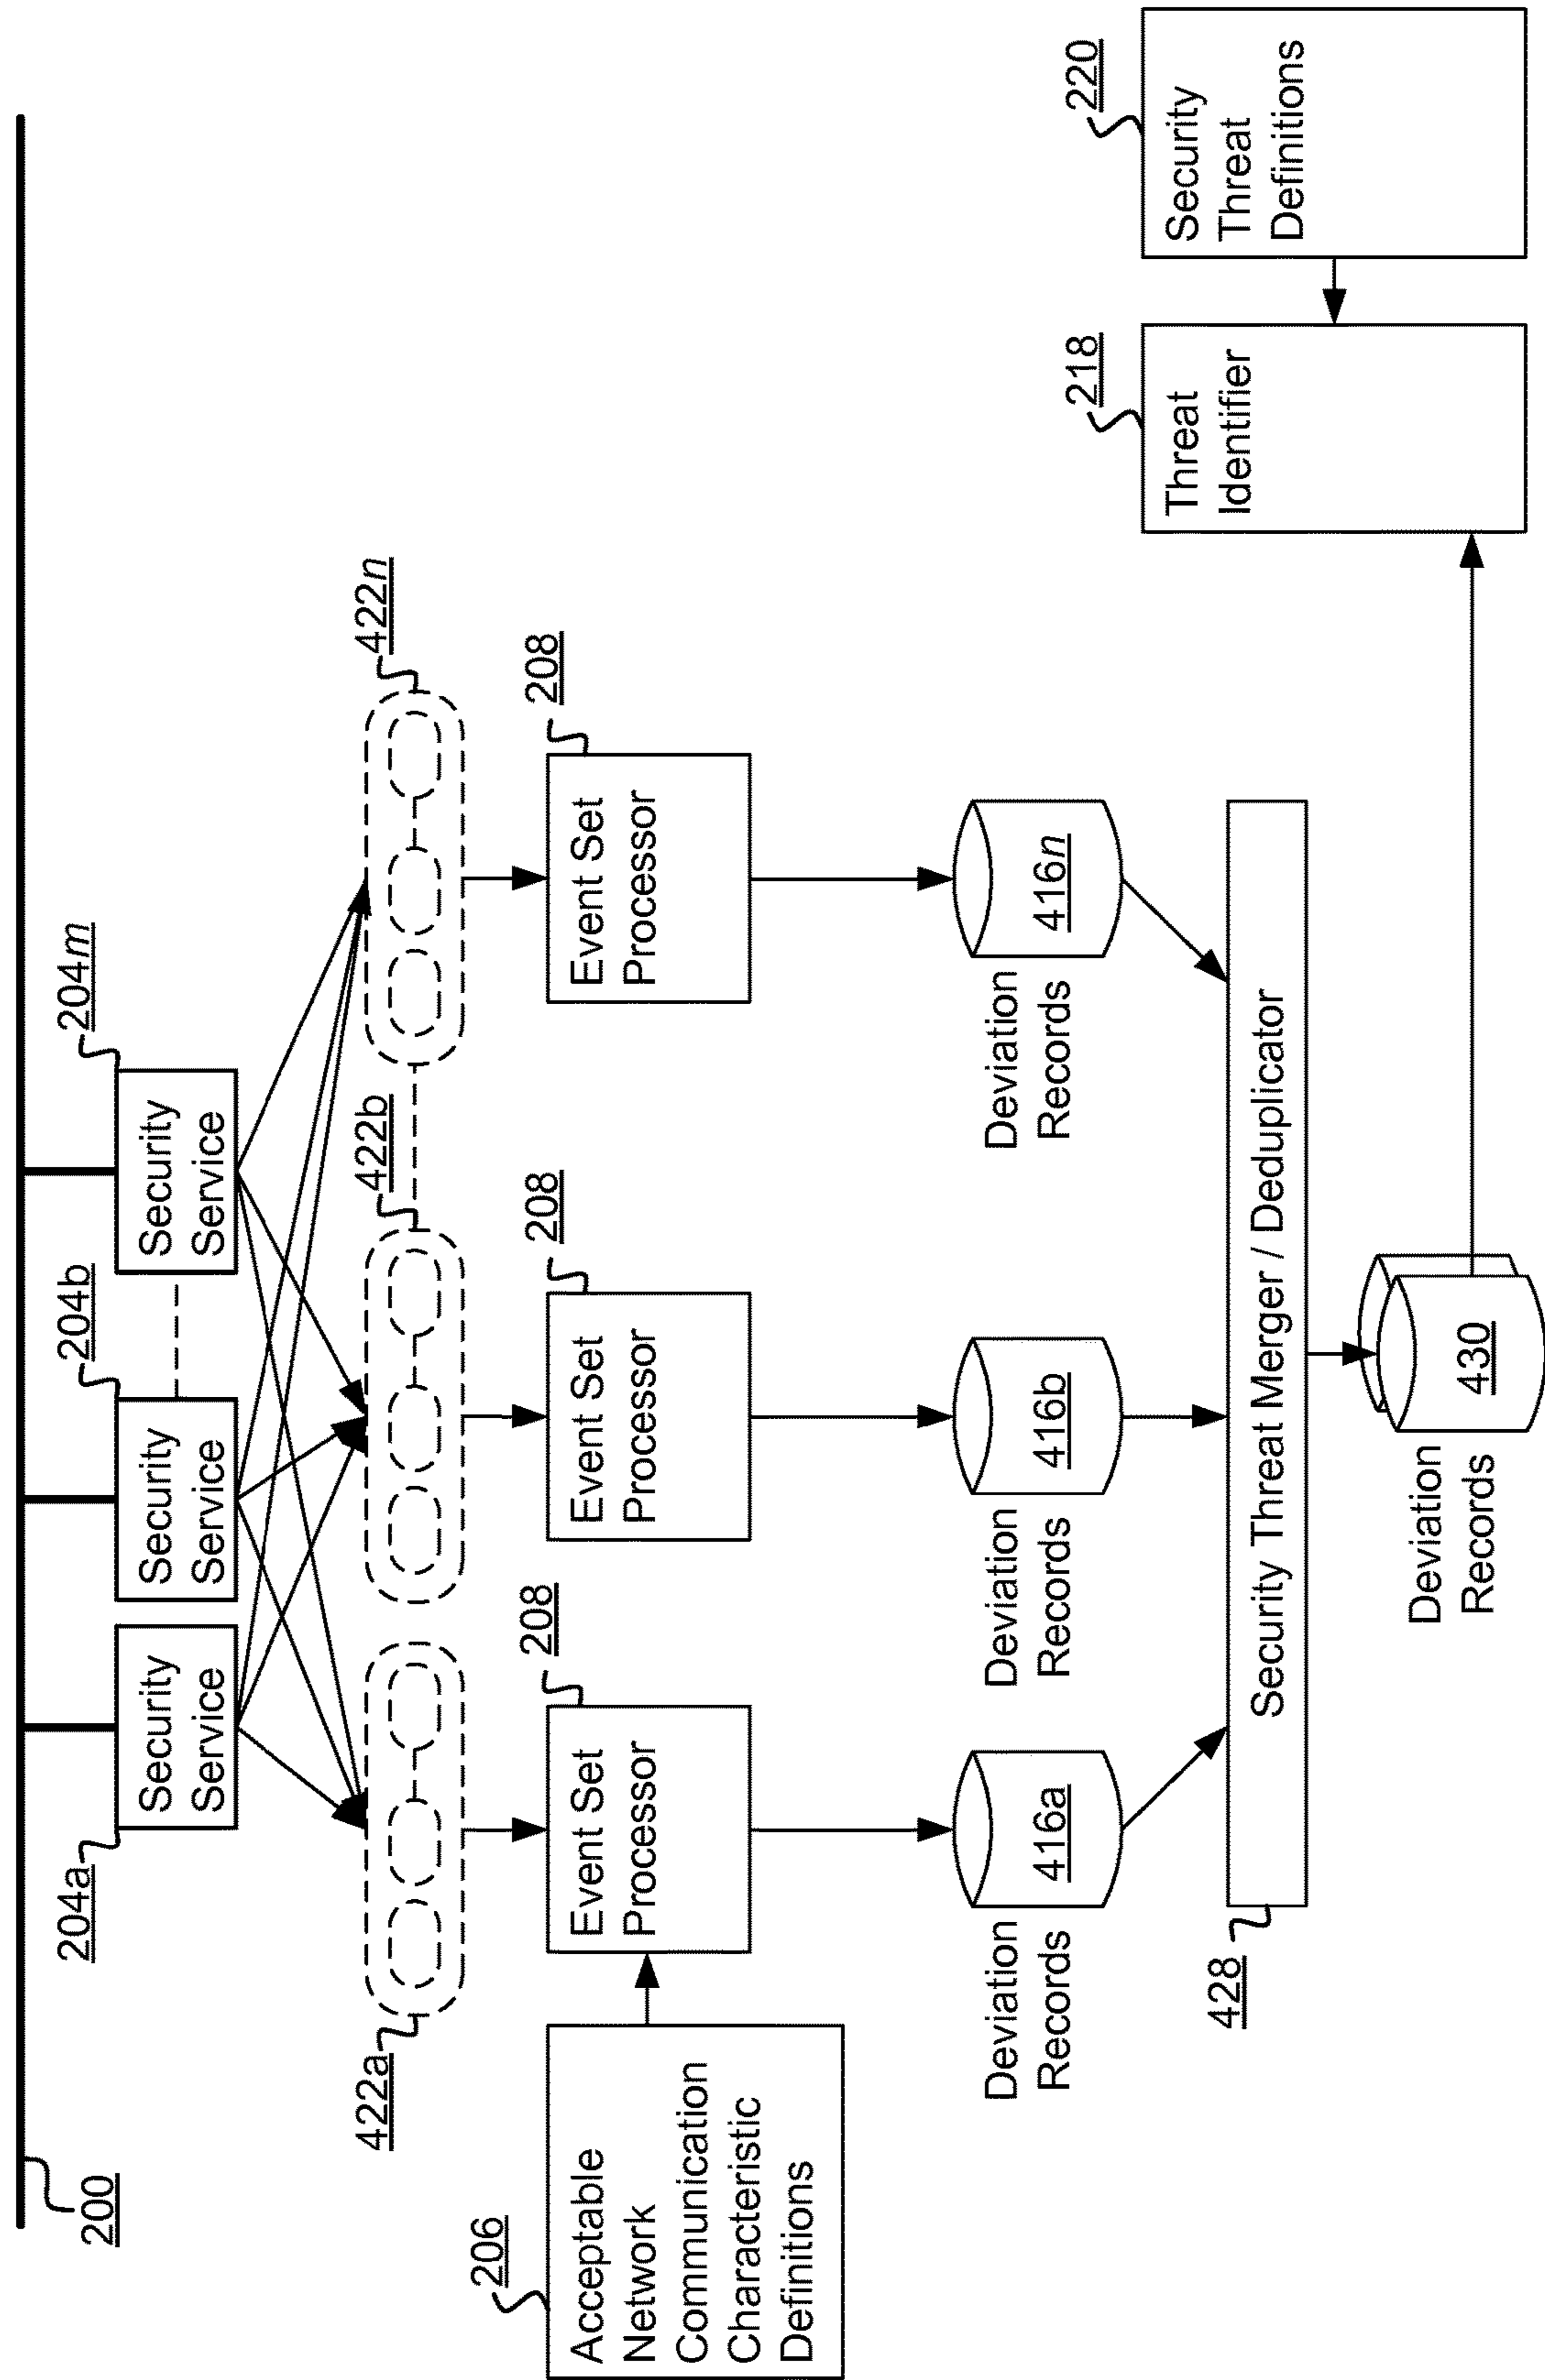 200
204a
204b
204m
Security
Service
Security
Service
Security
Service
422a
422b
422n
206
Acceptable
Network
Communication
Characteristic
Definitions
208
Event Set
Processor
208
Event Set
Processor
208
Event Set
Processor
Deviation
Records
416a
Deviation
Records
416b
Deviation
Records
416n
428
Security Threat Merger / Deduplicator
Deviation
Records
430
218
Threat
Identifier
220
Security
Threat
Definitions